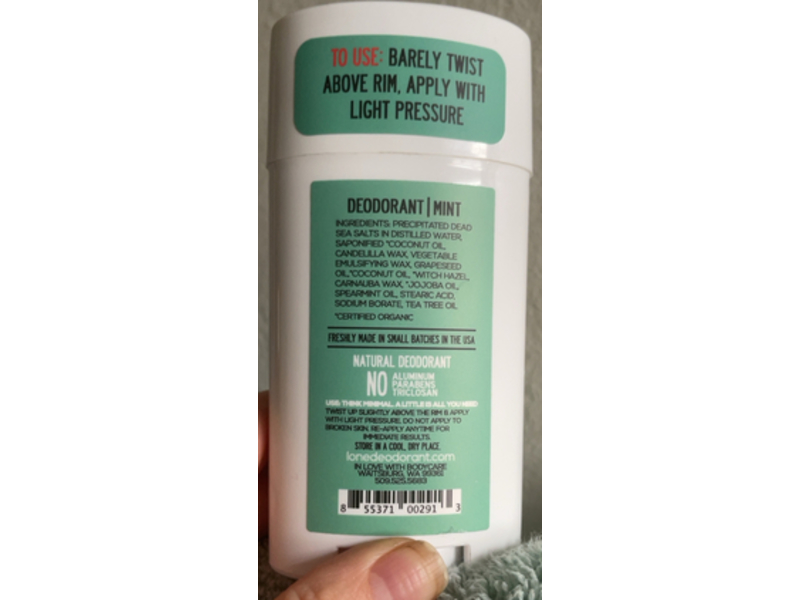 TO USE: BARELY TWIST
ABOVE RIM, APPLY WITH
LIGHT PRESSURE
DEODORANT | MINT
INGREDIENTS: PRECIPITATED DEAD
SEA SALTS IN DISTILLED WATER,
SAPONIFIED *COCONUT OIL,
CANDELILLA WAX, VEGETABLE
EMULSIFYING WAX, GRAPESEED
OIL, *COCONUT OIL, *WITCH HAZEL,
CARNAUBA WAX, *JOJOBA OIL,
SPEARMINT OIL, STEARIC ACID,
SODIUM BORATE, TEA TREE OIL
*CERTIFIED ORGANIC
FRESHLY MADE IN SMALL BATCHES IN THE USA
NATURAL DEODORANT
NO ALUMINUM
PARABENS
TRICLOSAN
USE: THINK MINIMAL. A LITTLE IS ALL YOU NEED!
TWIST UP SLIGHTLY ABOVE THE RIM & APPLY
WITH LIGHT PRESSURE. DO NOT APPLY TO
BROKEN SKIN. RE-APPLY ANYTIME FOR
IMMEDIATE RESULTS.
STORE IN A COOL, DRY PLACE.
lonedeodorant.com
IN LOVE WITH BODYCARE
WAITSBURG, WA 99361
509.525.5683
8 55371 00291 3